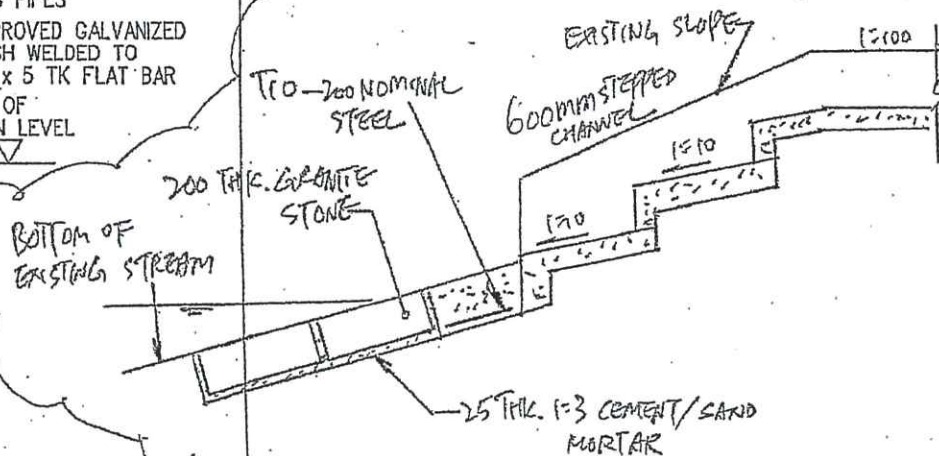 PIPES
ROVED GALVANIZED
SH WELDED TO
x 5 TK FLAT BAR
OF
N LEVEL
EXISTING SLOPE
1:100
T10-200 NOMINAL
STEEL
600mm STEPPED
CHANNEL
1:10
200 THK. GRANITE
STONE
1:10
BOTTOM OF
EXISTING STREAM
25 THK. 1:3 CEMENT/SAND
MORTAR